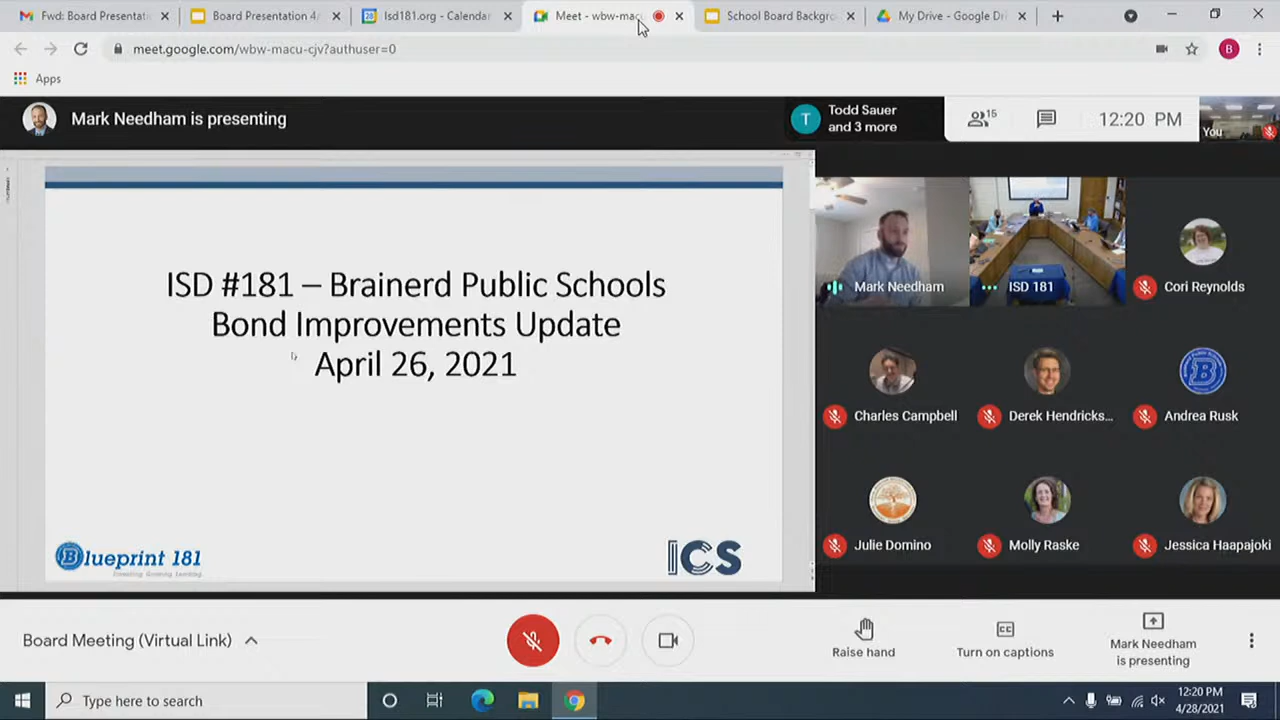 Fwd: Board Presentati
Board Presentation 4/
Isd181.org - Calenda
Meet - wbw-mac
School Board Backgro
My Drive - Google Dri
meet.google.com/wbw-macu-cjv?authuser=0
B
Apps
Mark Needham is presenting
T
Todd Sauer
and 3 more
15
12:20 PM
You
ISD #181 – Brainerd Public Schools
Bond Improvements Update
April 26, 2021
Blueprint 181
Investing Growing Learning
ICS
Mark Needham
ISD 181
Cori Reynolds
Charles Campbell
Derek Hendricks...
Andrea Rusk
Julie Domino
Molly Raske
Jessica Haapajoki
Board Meeting (Virtual Link)
Raise hand
CC
Turn on captions
Mark Needham
is presenting
Type here to search
12:20 PM
4/28/2021